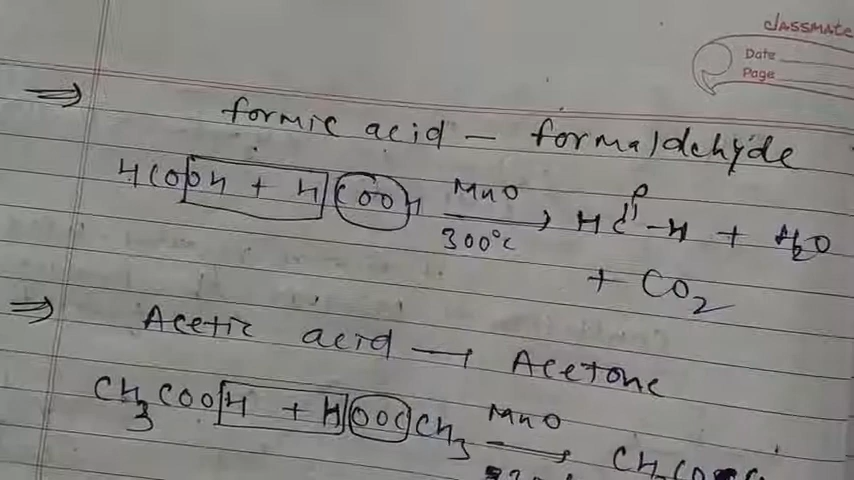 classmate
Date
Page
⇒ formic acid – formaldehyde
HCOOH + HCOOH MnO → 300°c HC(=O)–H + H2O
+ CO2
⇒ Acetic acid → Acetone
CH3COOH + HOOCCH3 MnO →